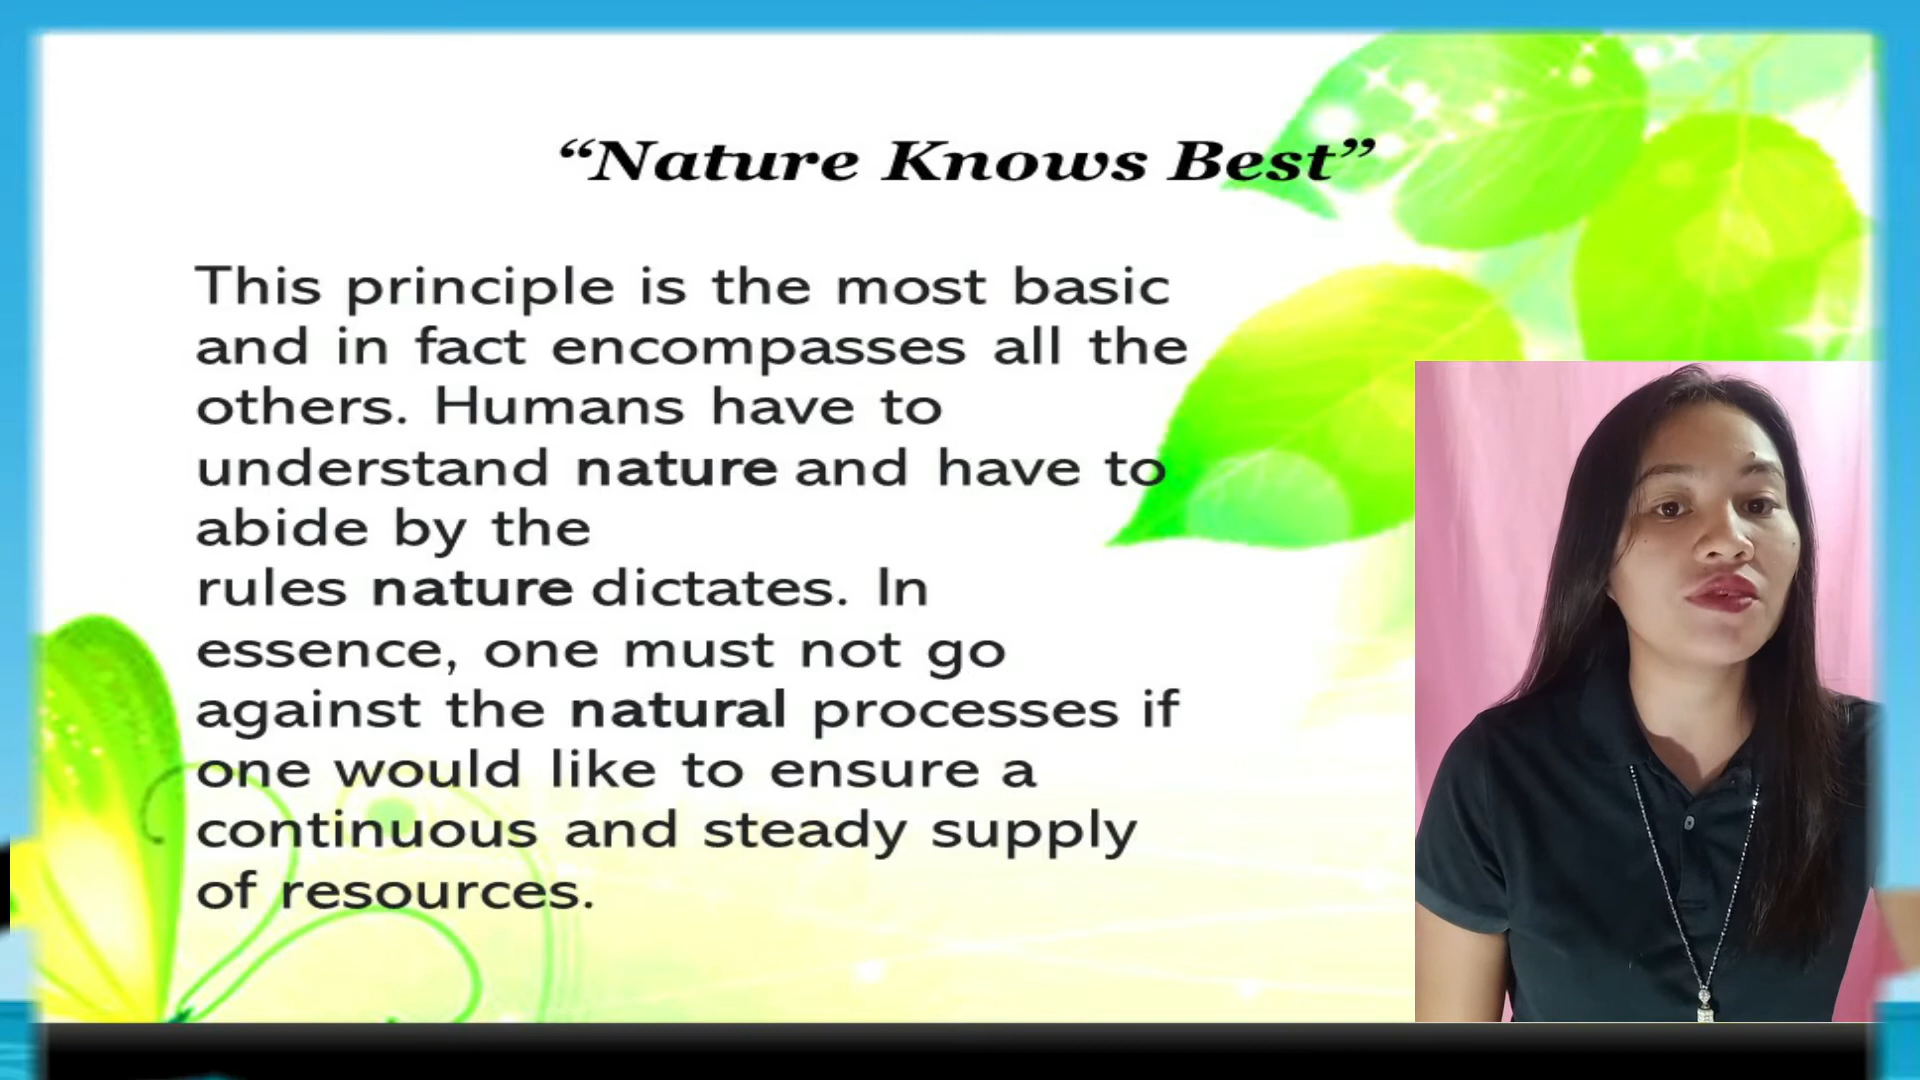 “Nature Knows Best”
This principle is the most basic
and in fact encompasses all the
others. Humans have to
understand nature and have to
abide by the
rules nature dictates. In
essence, one must not go
against the natural processes if
one would like to ensure a
continuous and steady supply
of resources.